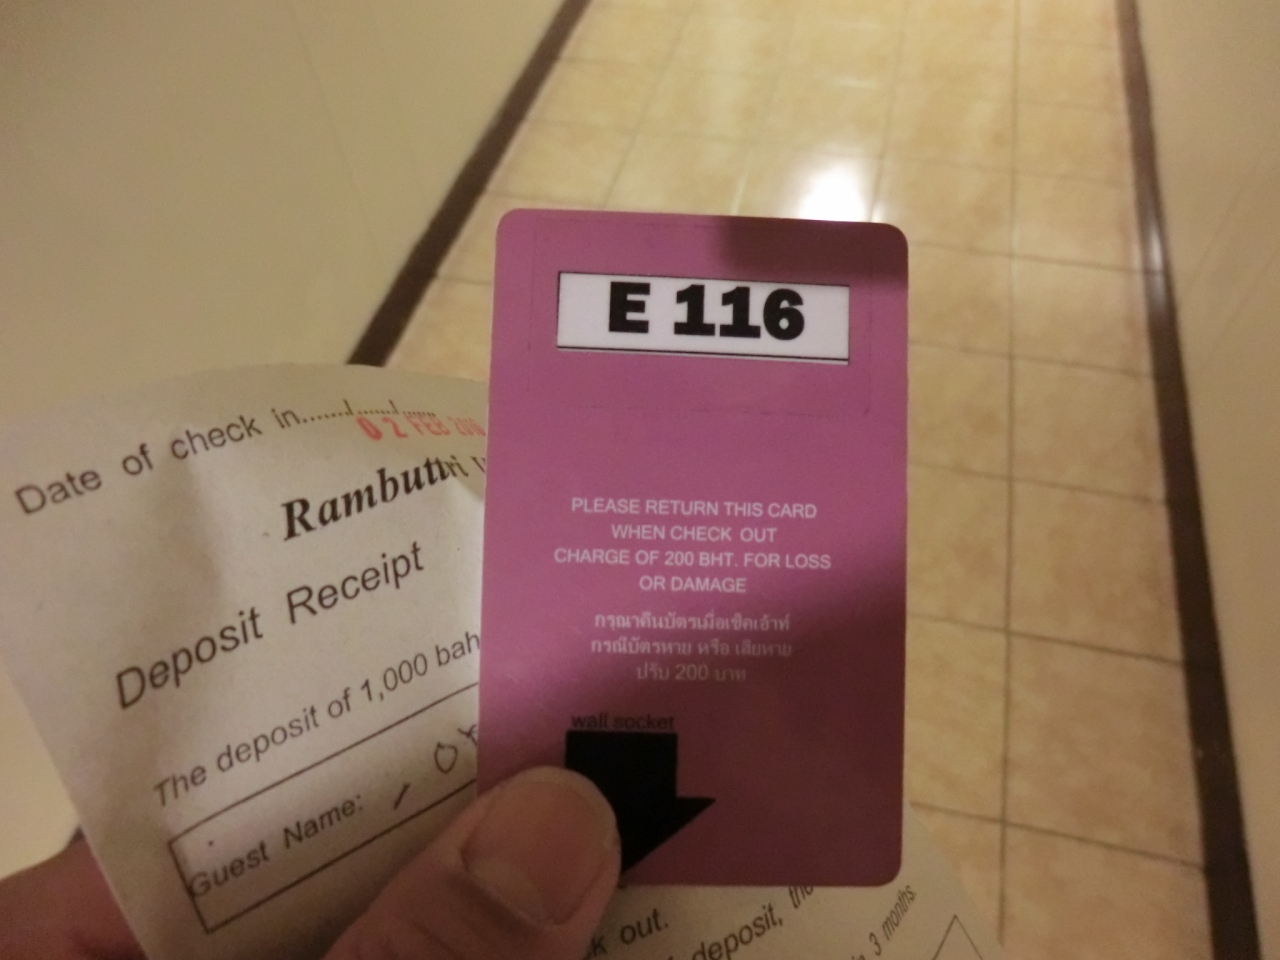 E 116
PLEASE RETURN THIS CARD
WHEN CHECK OUT
CHARGE OF 200 BHT. FOR LOSS
OR DAMAGE
กรุณาคืนบัตรเมื่อเช็คเอ้าท์
กรณีบัตรหาย หรือ เสียหาย
ปรับ 200 บาท
wall socket
Date of check in......./......./.......
02 FEB
Rambuttri
Deposit Receipt
The deposit of 1,000
Guest Name:
out.
deposit,
3 months.